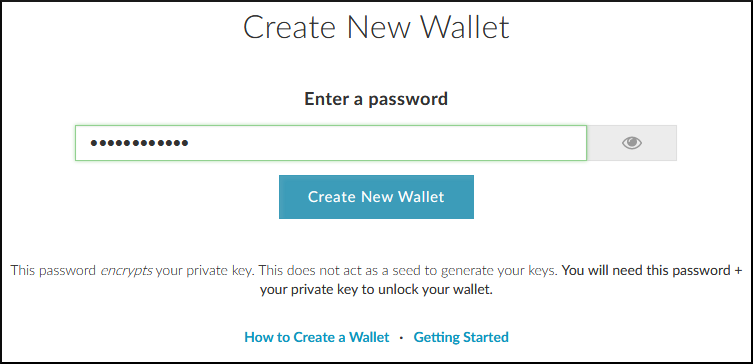 Create New Wallet
Enter a password
••••••••••••
Create New Wallet
This password encrypts your private key. This does not act as a seed to generate your keys. You will need this password +
your private key to unlock your wallet.
How to Create a Wallet · Getting Started